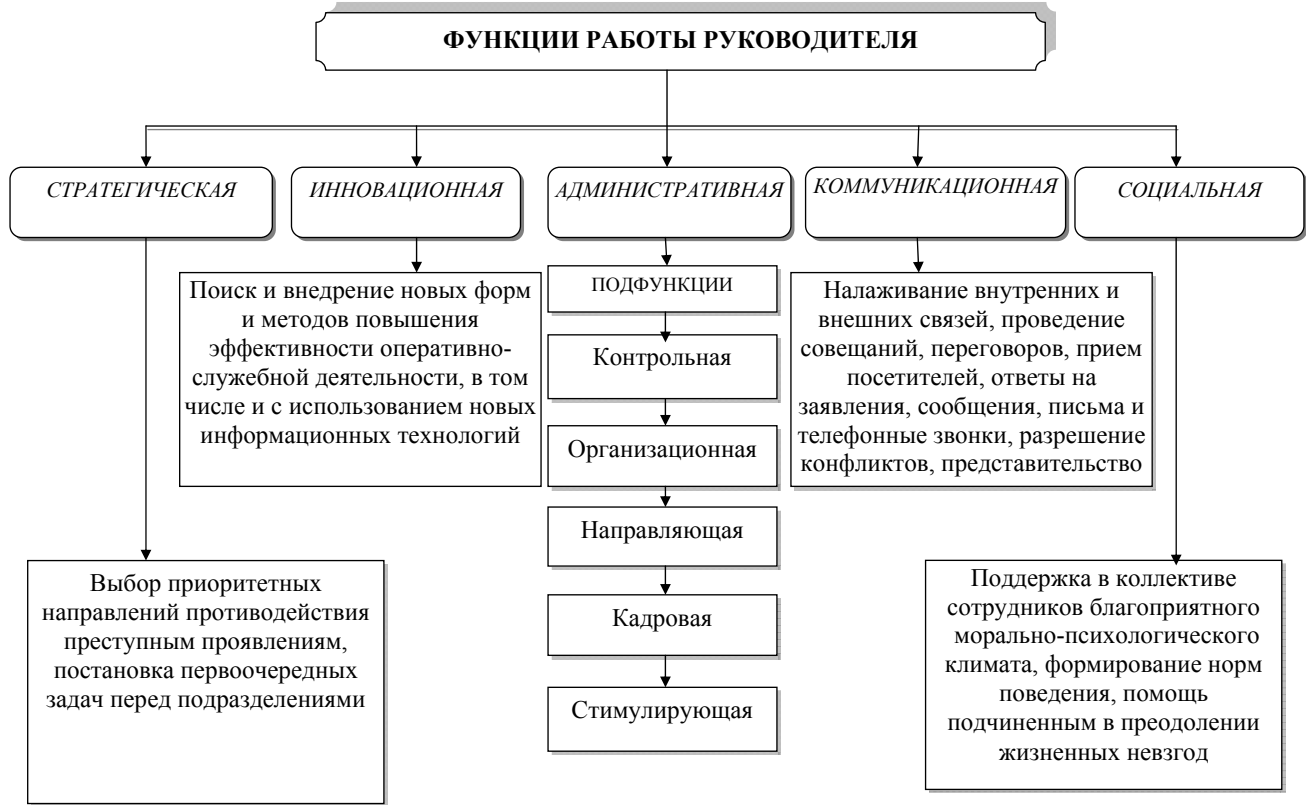 ФУНКЦИИ РАБОТЫ РУКОВОДИТЕЛЯ
СТРАТЕГИЧЕСКАЯ
ИННОВАЦИОННАЯ
АДМИНИСТРАТИВНАЯ
КОММУНИКАЦИОННАЯ
СОЦИАЛЬНАЯ
Поиск и внедрение новых форм
и методов повышения
эффективности оперативно-
служебной деятельности, в том
числе и с использованием новых
информационных технологий
ПОДФУНКЦИИ
Контрольная
Организационная
Направляющая
Кадровая
Стимулирующая
Налаживание внутренних и
внешних связей, проведение
совещаний, переговоров, прием
посетителей, ответы на
заявления, сообщения, письма и
телефонные звонки, разрешение
конфликтов, представительство
Выбор приоритетных
направлений противодействия
преступным проявлениям,
постановка первоочередных
задач перед подразделениями
Поддержка в коллективе
сотрудников благоприятного
морально-психологического
климата, формирование норм
поведения, помощь
подчиненным в преодолении
жизненных невзгод